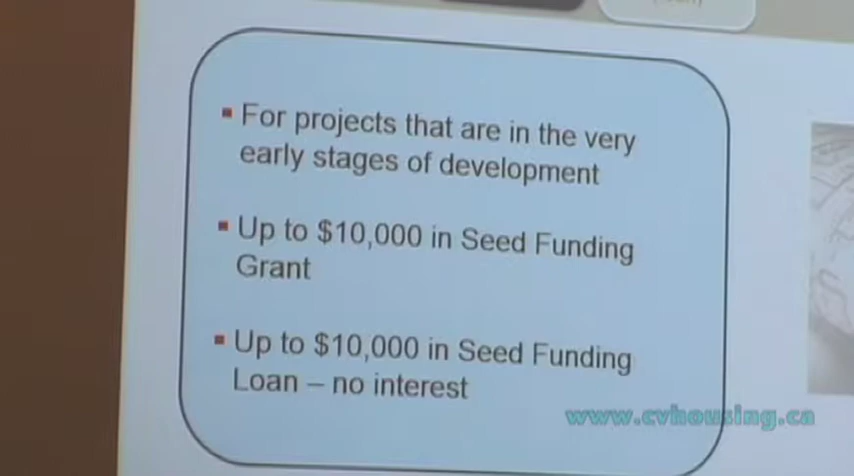 For projects that are in the very
early stages of development
Up to $10,000 in Seed Funding
Grant
Up to $10,000 in Seed Funding
Loan – no interest
www.cvhousing.ca